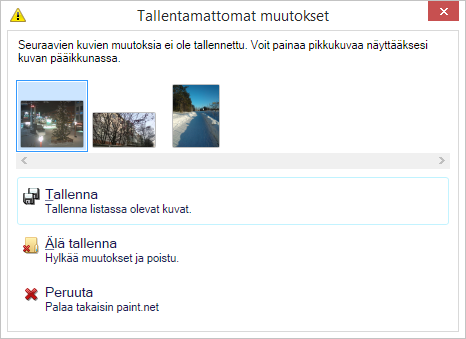 Tallentamattomat muutokset
Seuraavien kuvien muutoksia ei ole tallennettu. Voit painaa pikkukuvaa näyttääksesi
kuvan pääikkunassa.
Tallenna
Tallenna listassa olevat kuvat.
Älä tallenna
Hylkää muutokset ja poistu.
Peruuta
Palaa takaisin paint.net